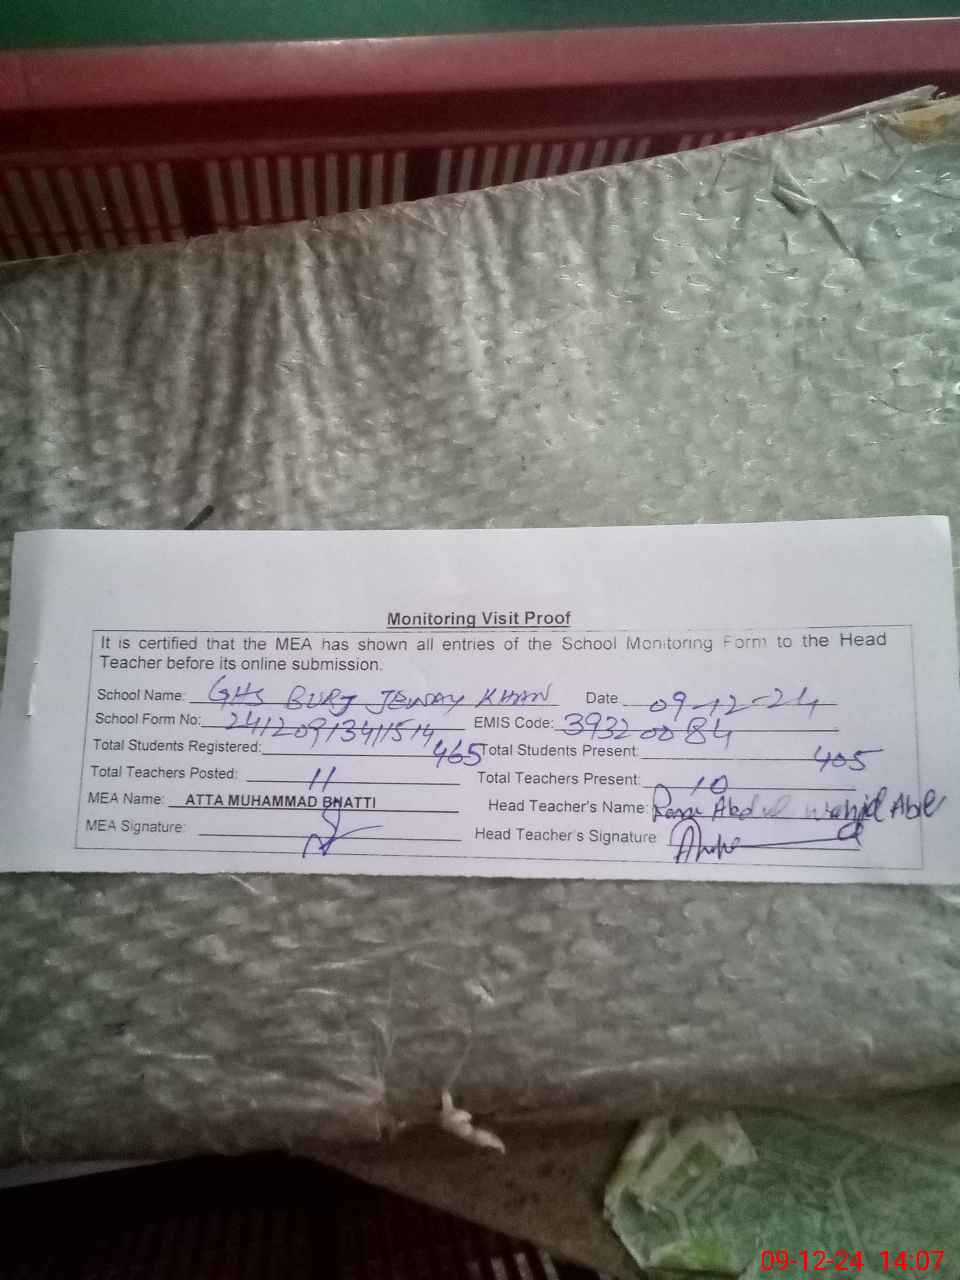 Monitoring Visit Proof
It is certified that the MEA has shown all entries of the School Monitoring Form to the Head
Teacher before its online submission.
School Name: GHS BURJ JEWAY KHAN Date 09-12-24
School Form No: 24120913411514 EMIS Code: 39320084
Total Students Registered: 465 Total Students Present: 405
Total Teachers Posted: 11 Total Teachers Present: 10
MEA Name: ATTA MUHAMMAD BHATTI Head Teacher's Name: Rana Abdul Wahid
MEA Signature: Head Teacher's Signature
09-12-24 14:07